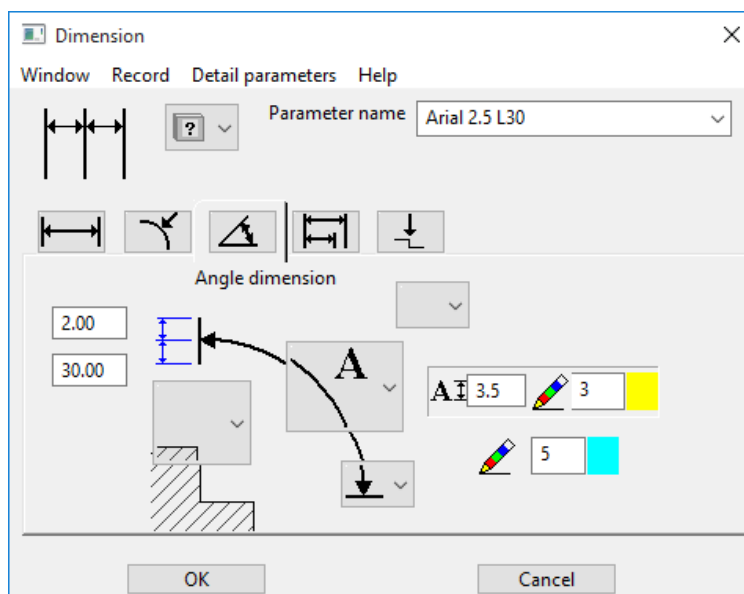 Dimension
Window Record Detail parameters Help
? Parameter name Arial 2.5 L30
Angle dimension
2.00
30.00
A
A 3.5 3
5
OK Cancel